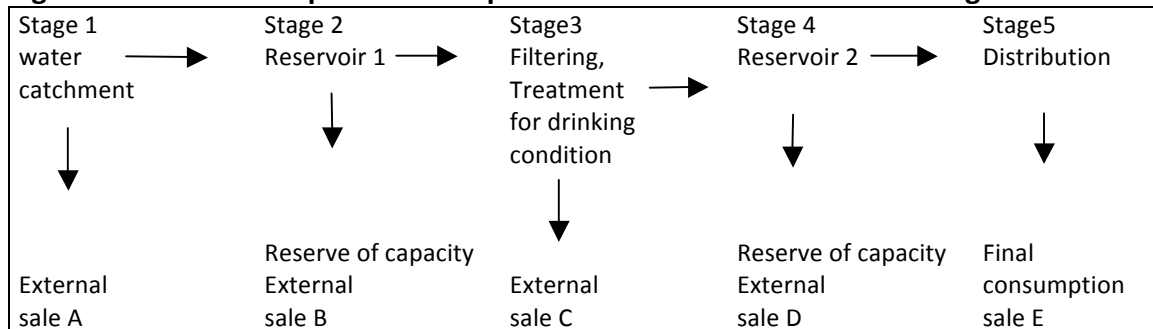 Stage 1
water
catchment
Stage 2
Reservoir 1
Stage3
Filtering,
Treatment
for drinking
condition
Stage 4
Reservoir 2
Stage5
Distribution
External
sale A
Reserve of capacity
External
sale B
External
sale C
Reserve of capacity
External
sale D
Final
consumption
sale E